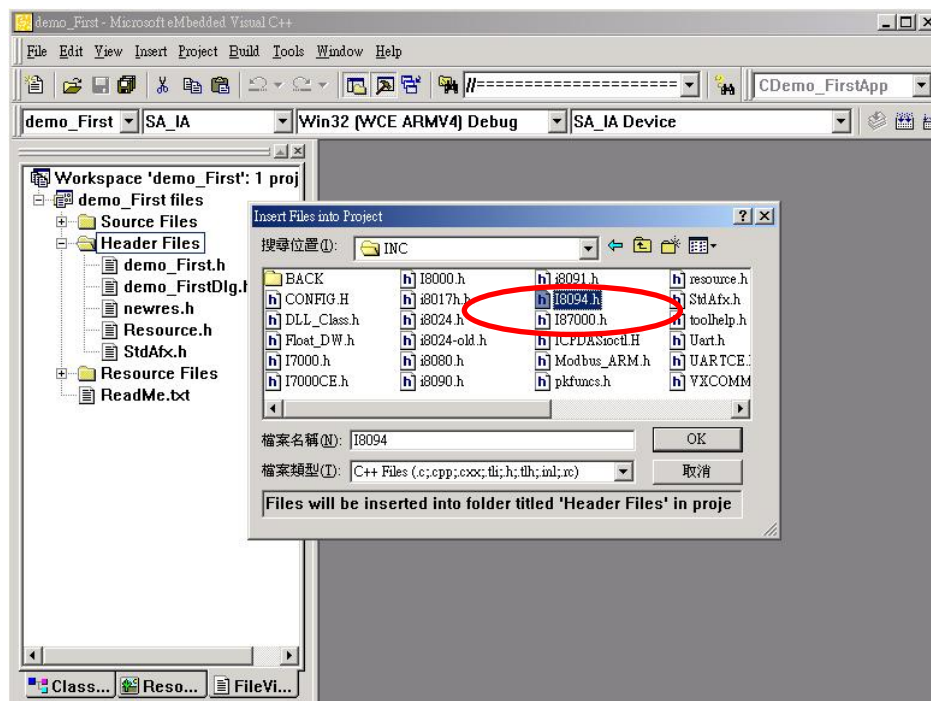 demo_First - Microsoft eMbedded Visual C++
File Edit View Insert Project Build Tools Window Help
//======================== CDemo_FirstApp
demo_First SA_IA Win32 (WCE ARMV4) Debug SA_IA Device
Workspace 'demo_First': 1 proj
demo_First files
Source Files
Header Files
demo_First.h
demo_FirstDlg.h
newres.h
Resource.h
StdAfx.h
Resource Files
ReadMe.txt
Insert Files into Project
搜尋位置(I): INC
BACK I8000.h i8091.h resource.h
CONFIG.H i8017h.h I8094.h StdAfx.h
DLL_Class.h i8024.h I87000.h toolhelp.h
Float_DW.h i8024-old.h ICPDASioctl.H Uart.h
I7000.h i8080.h Modbus_ARM.h UARTCE.
I7000CE.h i8090.h pkfuncs.h VXCOMM
檔案名稱(N): I8094 OK
檔案類型(T): C++ Files (.c;.cpp;.cxx;.tli;.h;.tlh;.inl;.rc) 取消
Files will be inserted into folder titled 'Header Files' in proje
Class... Reso... FileVi...